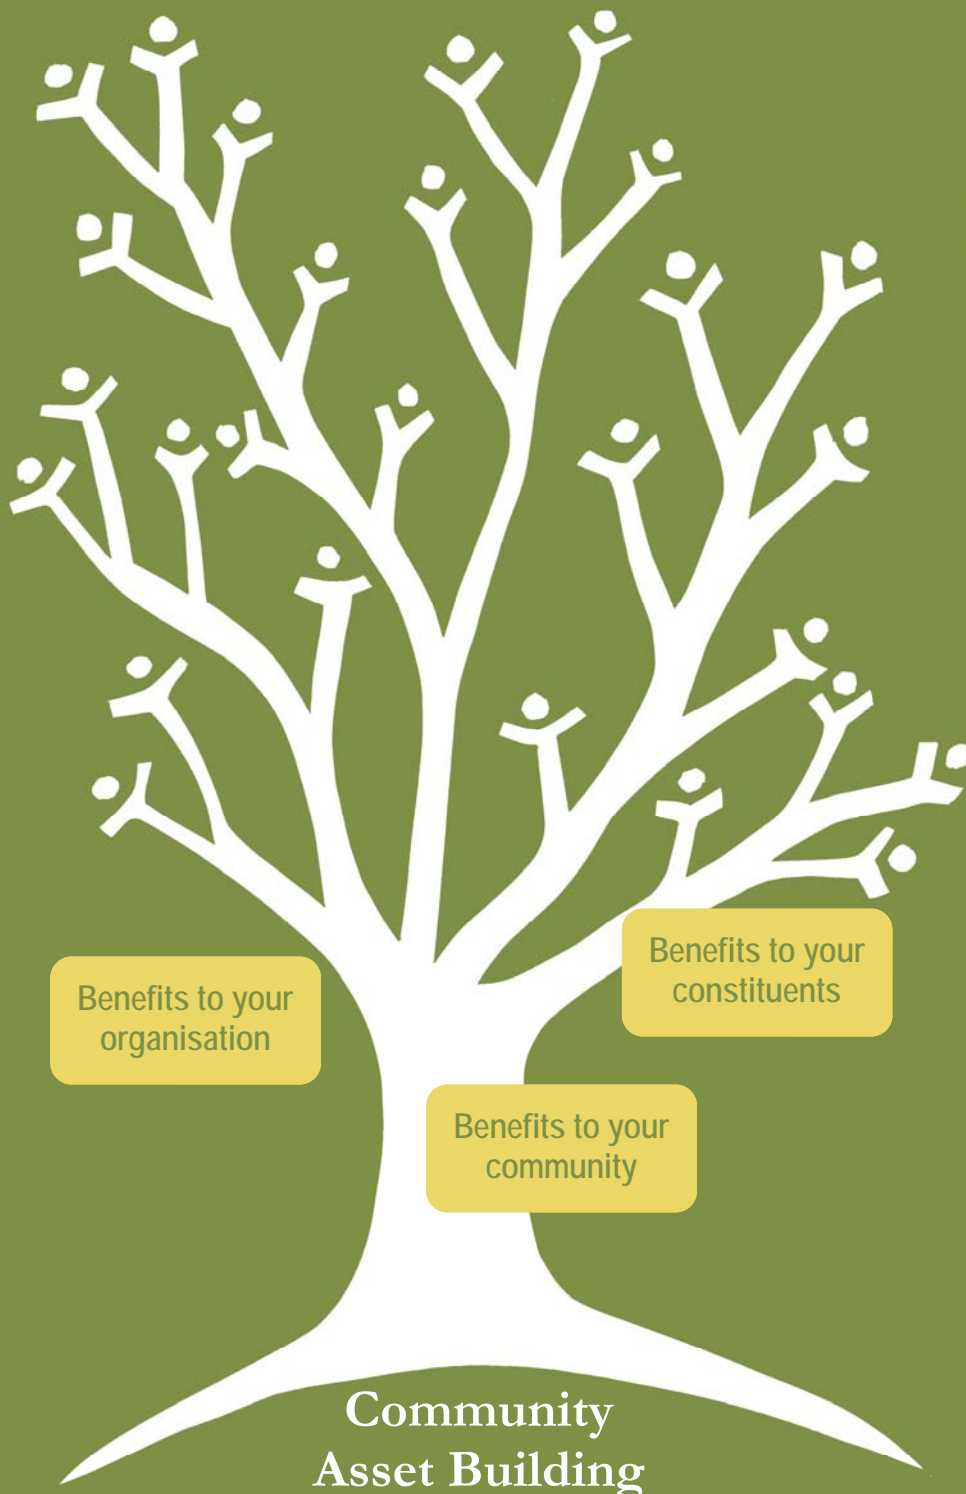 Benefits to your
constituents
Benefits to your
organisation
Benefits to your
community
Community
Asset Building